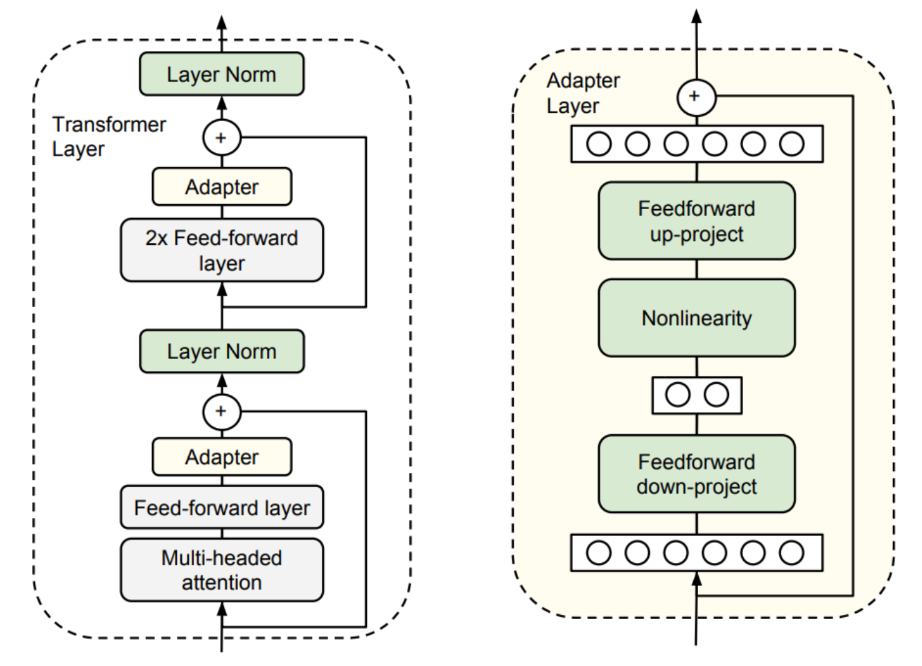 Layer Norm
Transformer
Layer
+
Adapter
2x Feed-forward
layer
Layer Norm
+
Adapter
Feed-forward layer
Multi-headed
attention
Adapter
Layer
+
Feedforward
up-project
Nonlinearity
Feedforward
down-project